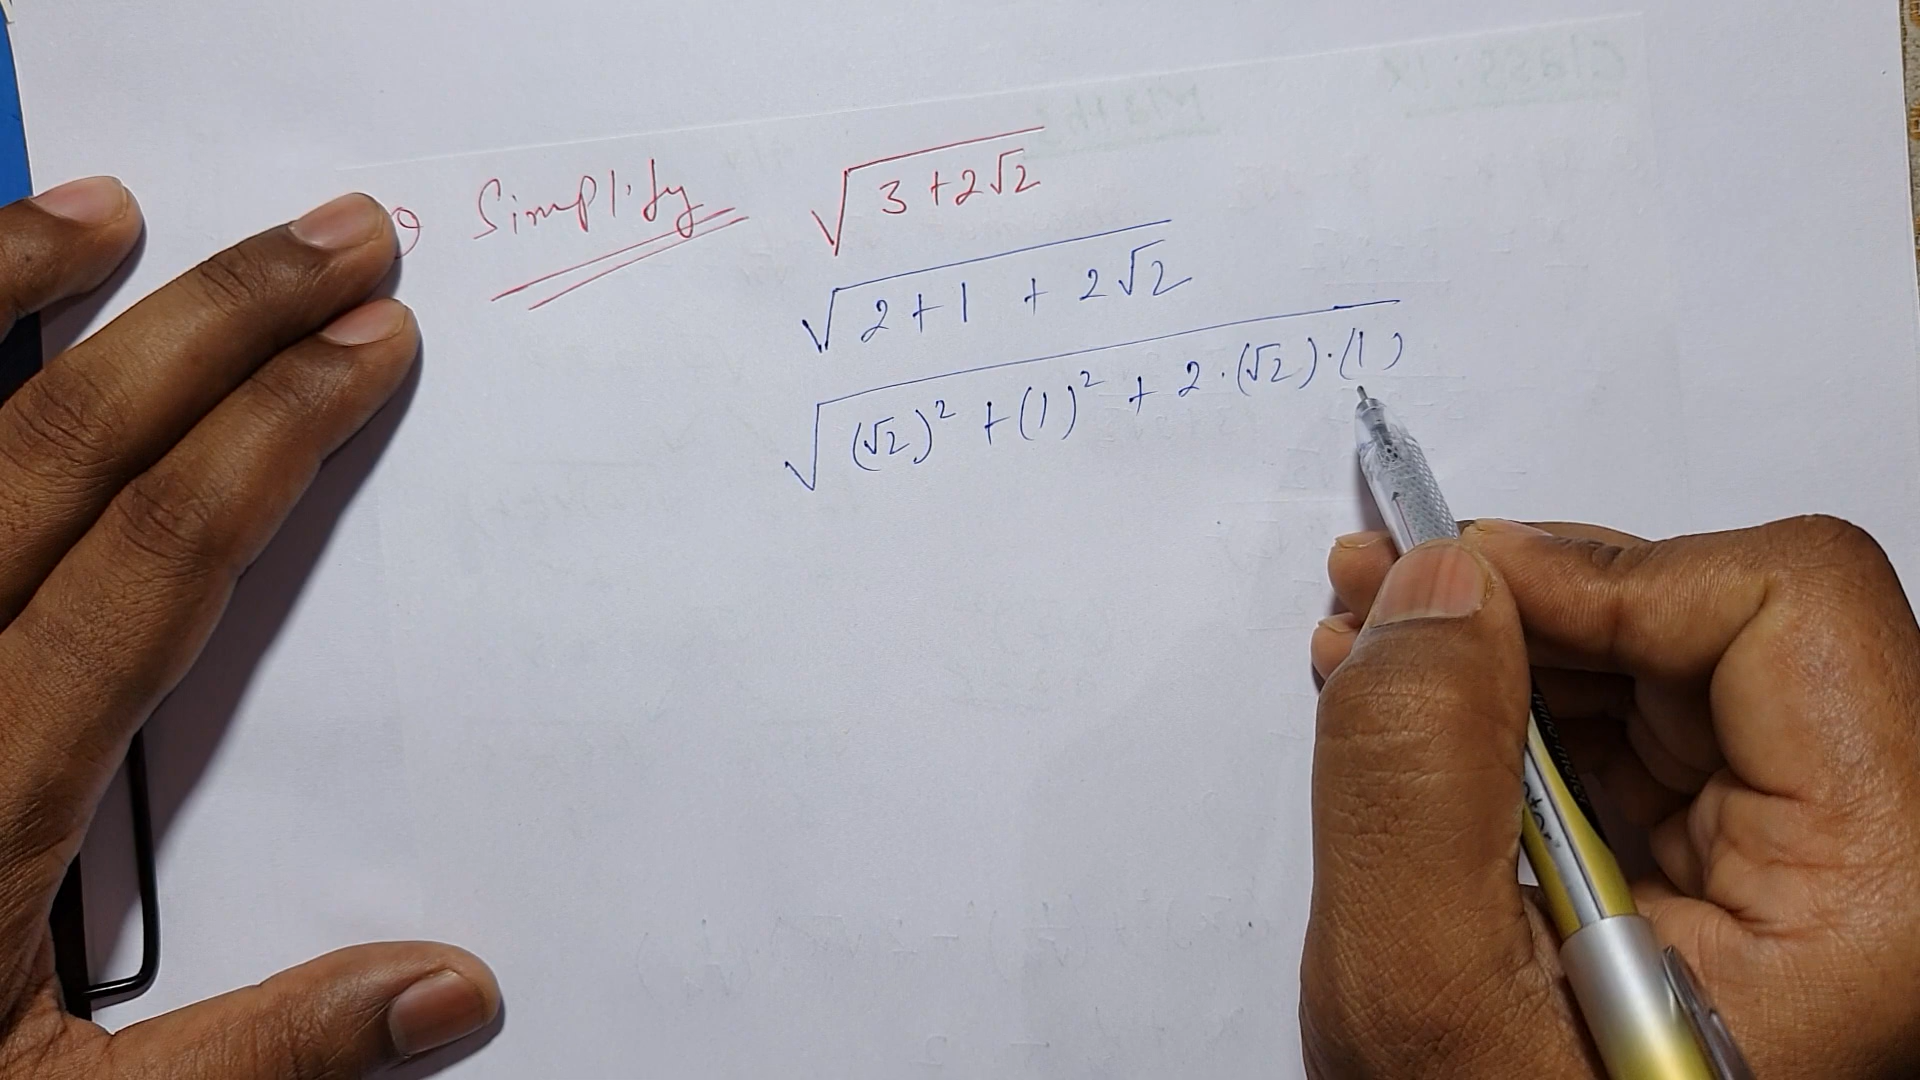 Simplify √(3+2√2)
√(2+1 + 2√2)
√((√2)² + (1)² + 2·(√2)·(1))